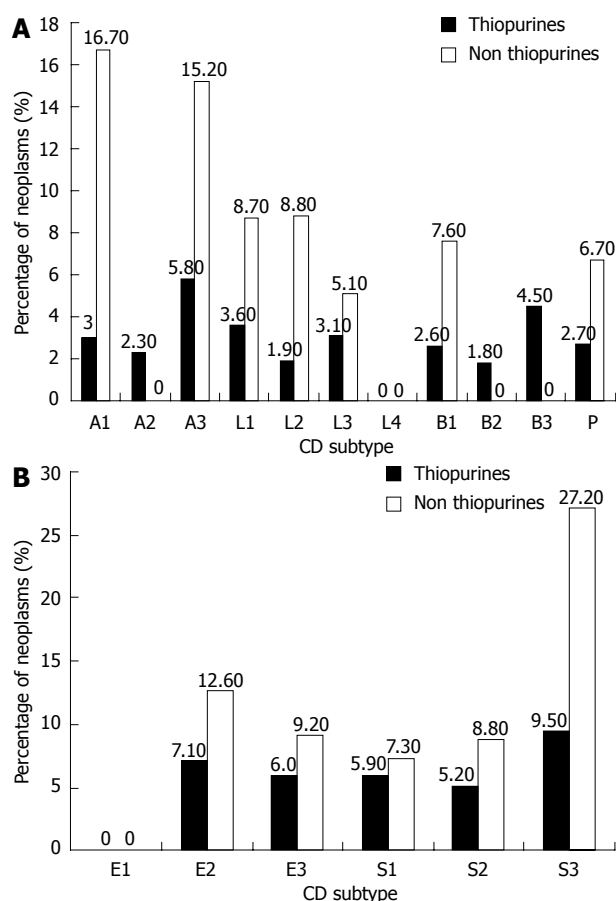 A
18
16
14
12
10
8
6
4
2
0
Percentage of neoplasms (%)
Thiopurines
Non thiopurines
3 16.70
2.30 0
5.80 15.20
3.60 8.70
1.90 8.80
3.10 5.10
0 0
2.60 7.60
1.80 0
4.50 0
2.70 6.70
A1 A2 A3 L1 L2 L3 L4 B1 B2 B3 P
CD subtype
B
30
25
20
15
10
5
0
Percentage of neoplasms (%)
Thiopurines
Non thiopurines
0 0
7.10 12.60
6.0 9.20
5.90 7.30
5.20 8.80
9.50 27.20
E1 E2 E3 S1 S2 S3
CD subtype